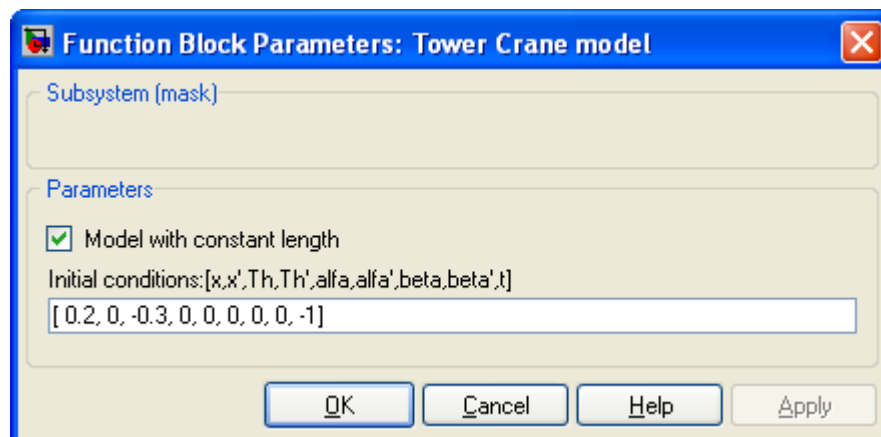 Function Block Parameters: Tower Crane model
Subsystem (mask)
Parameters
Model with constant length
Initial conditions:[x,x',Th,Th',alfa,alfa',beta,beta',t]
[ 0.2, 0, -0.3, 0, 0, 0, 0, 0, -1]
OK Cancel Help Apply